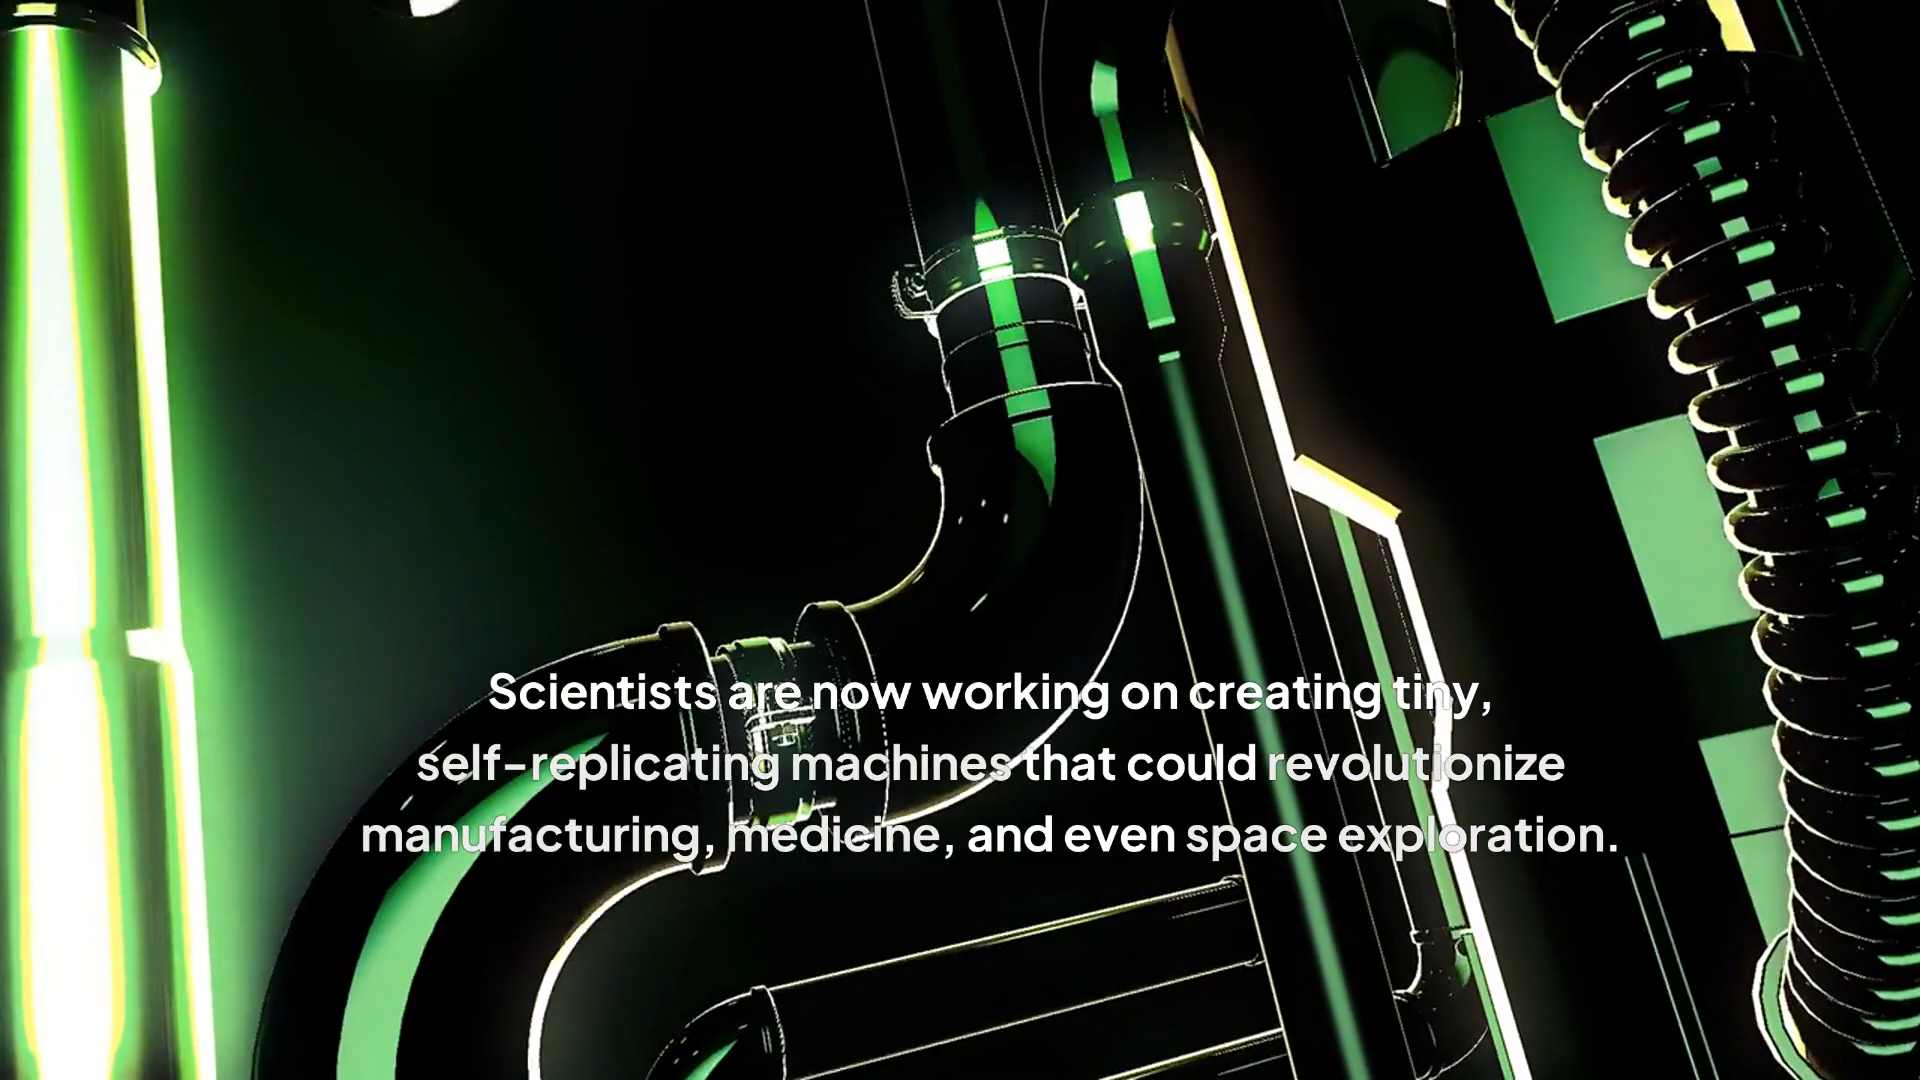 Scientists are now working on creating tiny,
self-replicating machines that could revolutionize
manufacturing, medicine, and even space exploration.